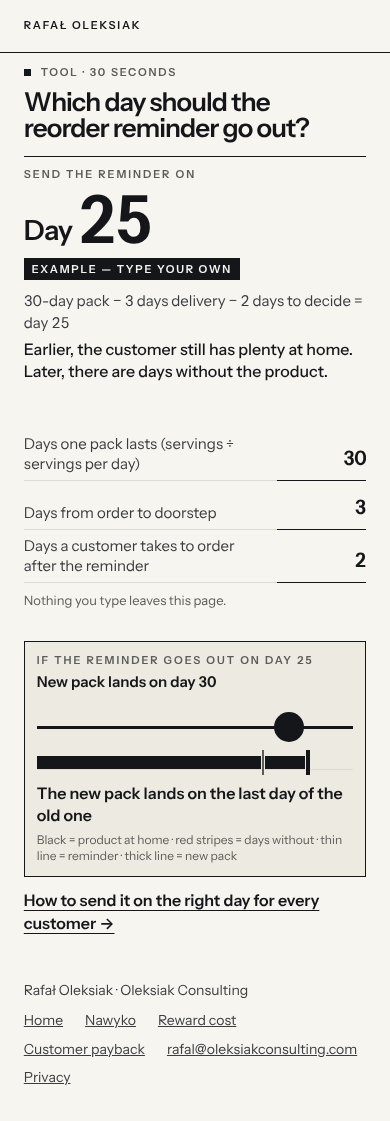 RAFAŁ OLEKSIAK
TOOL · 30 SECONDS
Which day should the
reorder reminder go out?
SEND THE REMINDER ON
Day 25
EXAMPLE — TYPE YOUR OWN
30-day pack − 3 days delivery − 2 days to decide =
day 25
Earlier, the customer still has plenty at home.
Later, there are days without the product.
Days one pack lasts (servings ÷
servings per day)
30
Days from order to doorstep
3
Days a customer takes to order
after the reminder
2
Nothing you type leaves this page.
IF THE REMINDER GOES OUT ON DAY 25
New pack lands on day 30
The new pack lands on the last day of the
old one
Black = product at home · red stripes = days without · thin
line = reminder · thick line = new pack
How to send it on the right day for every
customer →
Rafał Oleksiak · Oleksiak Consulting
Home Nawyko Reward cost
Customer payback rafal@oleksiakconsulting.com
Privacy